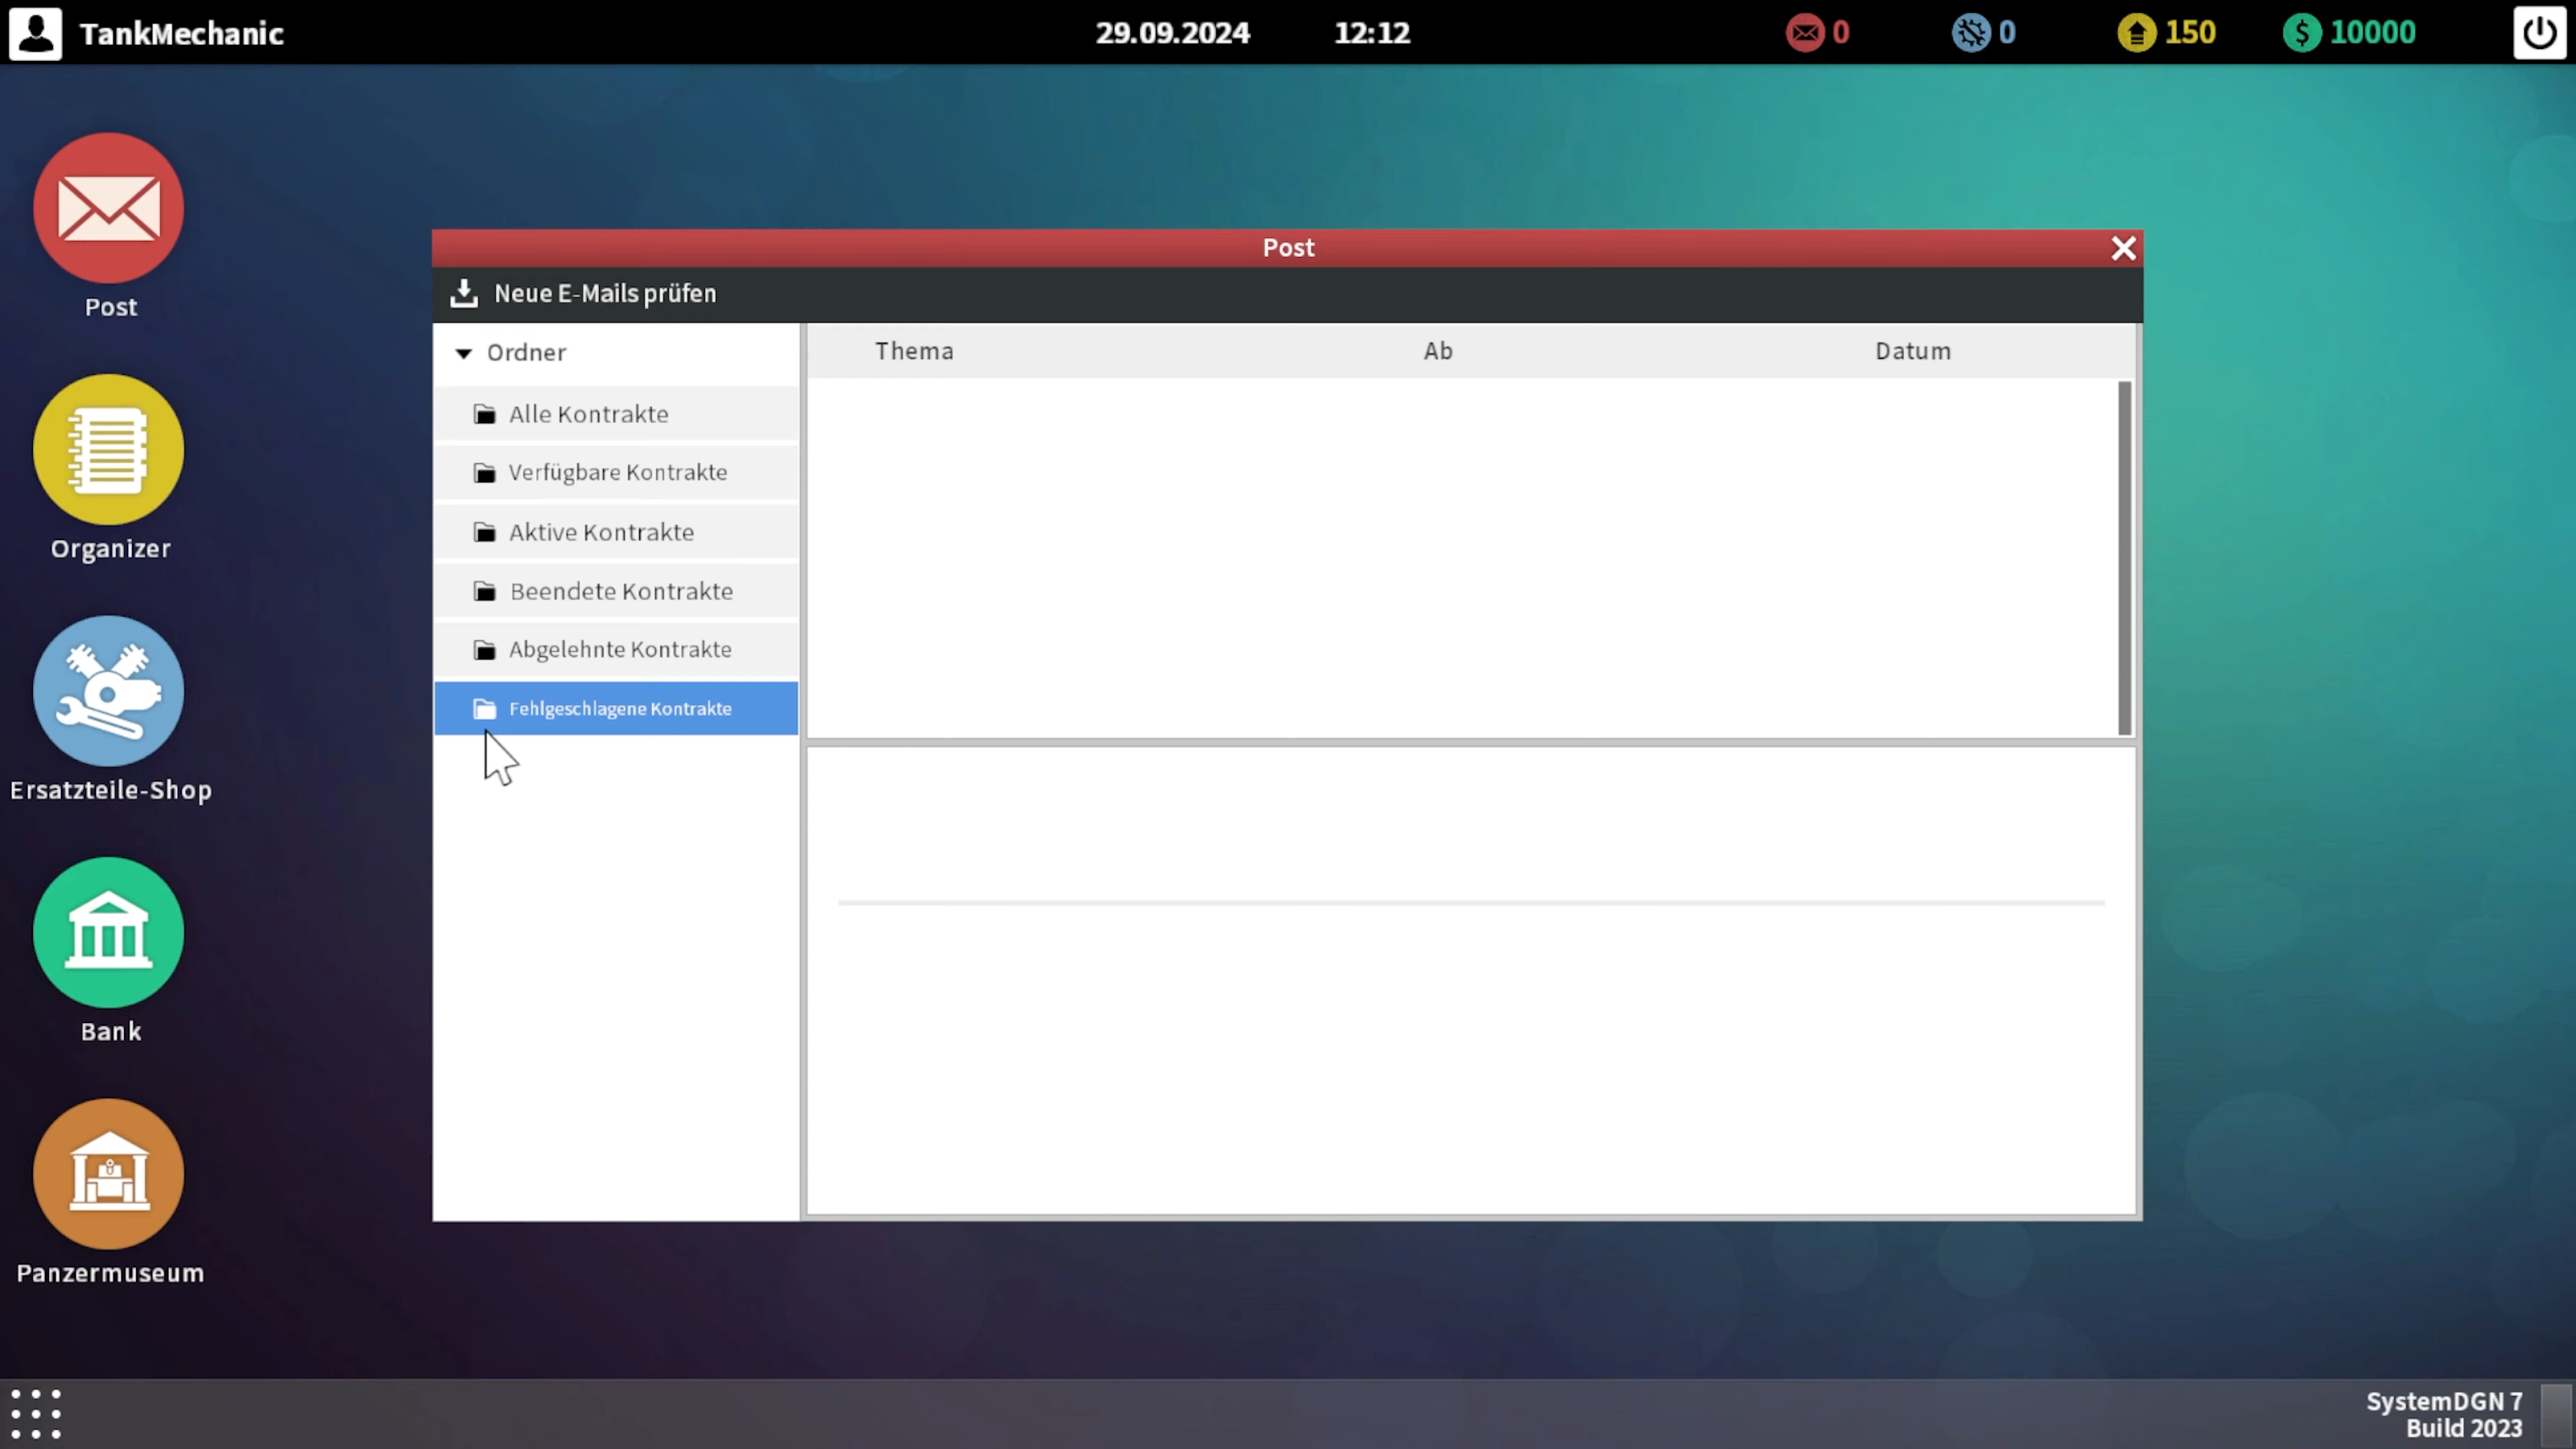 TankMechanic
29.09.2024 12:12
0 0 150 10000
Post
Organizer
Ersatzteile-Shop
Bank
Panzermuseum
Post
Neue E-Mails prüfen
Ordner
Alle Kontrakte
Verfügbare Kontrakte
Aktive Kontrakte
Beendete Kontrakte
Abgelehnte Kontrakte
Fehlgeschlagene Kontrakte
Thema Ab Datum
SystemDGN 7
Build 2023